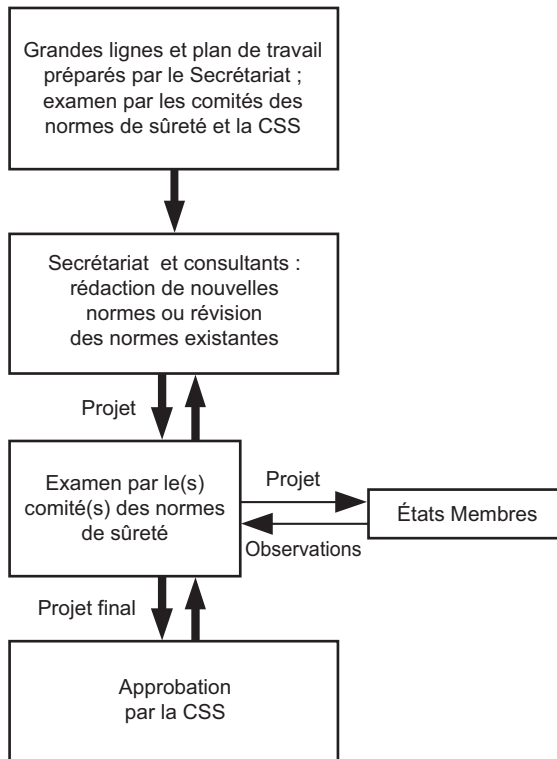 Grandes lignes et plan de travail
préparés par le Secrétariat ;
examen par les comités des
normes de sûreté et la CSS
Secrétariat et consultants :
rédaction de nouvelles
normes ou révision
des normes existantes
Projet
Examen par le(s)
comité(s) des normes
de sûreté
Projet
États Membres
Observations
Projet final
Approbation
par la CSS